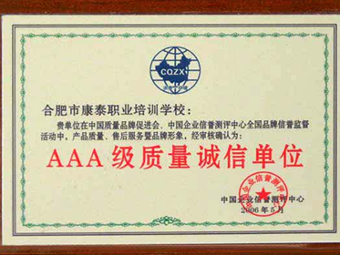 CQZX
合肥市康泰职业培训学校：
贵单位在中国质量品牌促进会、中国企业信誉测评中心全国品牌信誉监督
活动中，产品质量、售后服务暨品牌形象，经审核确认为：
AAA级质量诚信单位
中国企业信誉测评中心
2006年5月